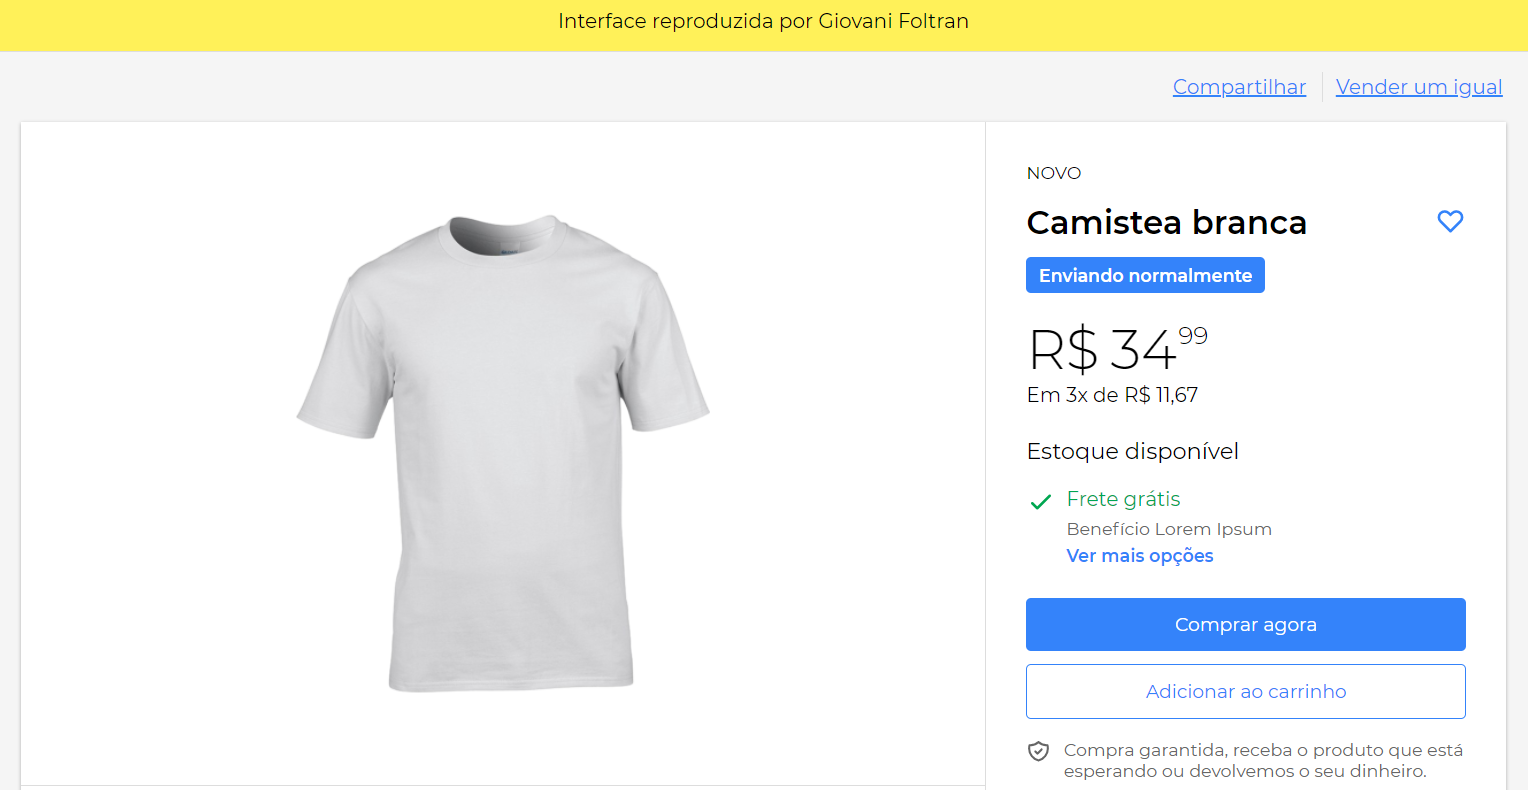 Interface reproduzida por Giovani Foltran
Compartilhar
Vender um igual
NOVO
Camistea branca
Enviando normalmente
R$ 34 99
Em 3x de R$ 11,67
Estoque disponível
Frete grátis
Benefício Lorem Ipsum
Ver mais opções
Comprar agora
Adicionar ao carrinho
Compra garantida, receba o produto que está
esperando ou devolvemos o seu dinheiro.